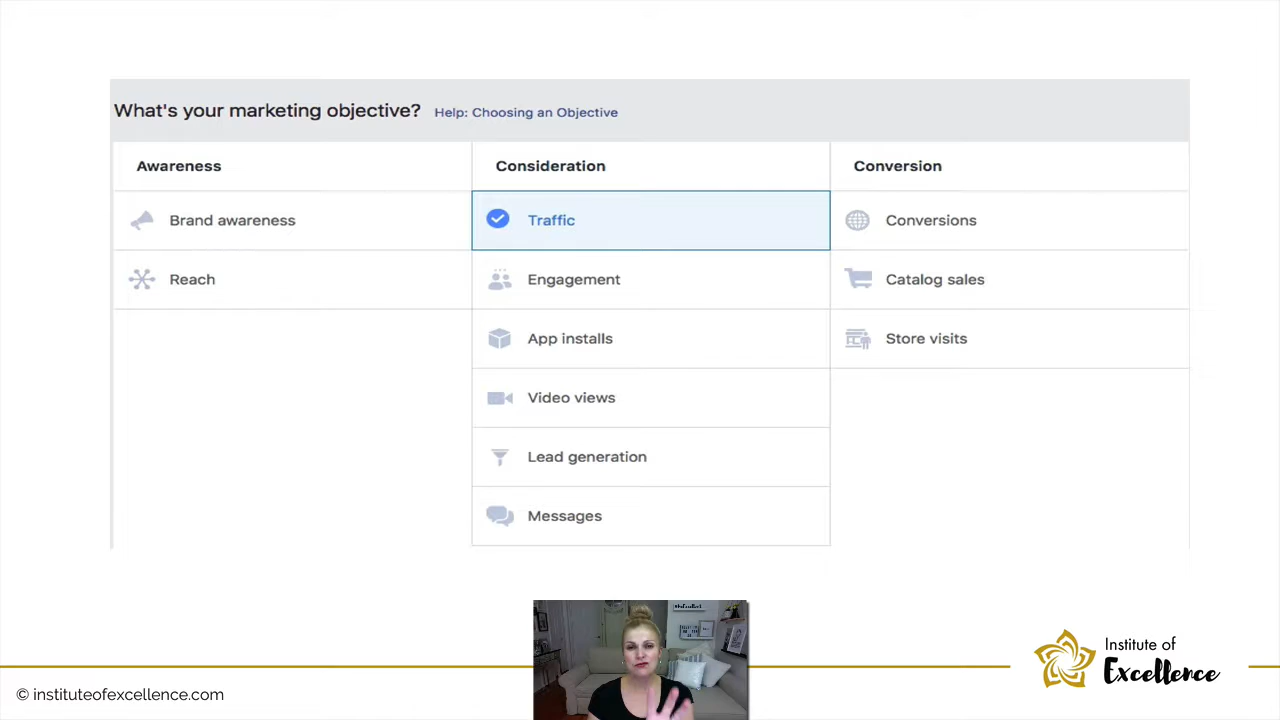 What's your marketing objective? Help: Choosing an Objective
Awareness
Consideration
Conversion
Brand awareness
Traffic
Conversions
Reach
Engagement
Catalog sales
App installs
Store visits
Video views
Lead generation
Messages
Institute of
Excellence
© instituteofexcellence.com